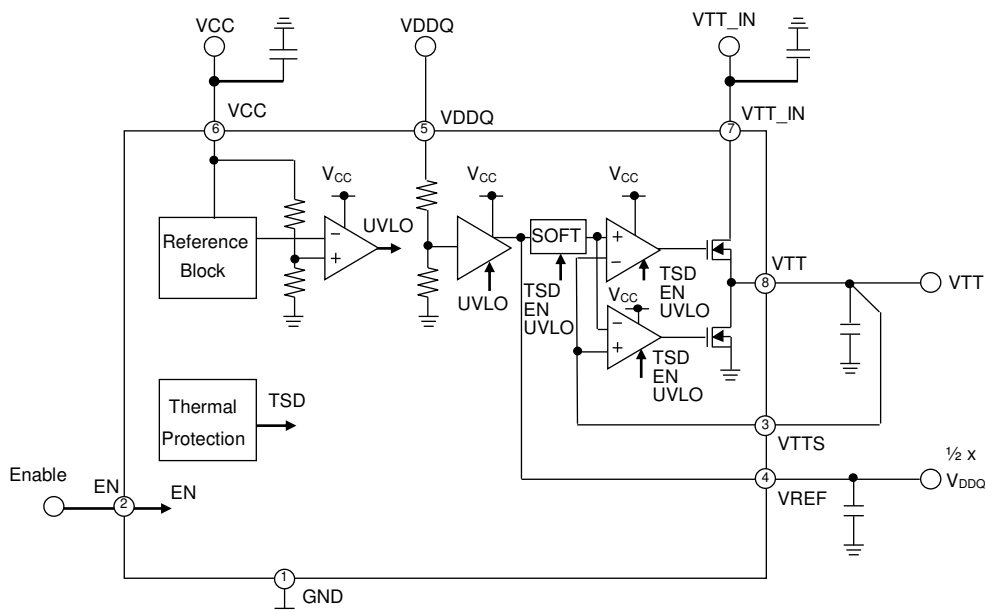 VCC
VDDQ
VTT_IN
VCC
VDDQ
VTT_IN
6
5
7
VCC
VCC
VCC
Reference
Block
−
+
UVLO
UVLO
SOFT
TSD
EN
UVLO
+
−
TSD
EN
UVLO
VCC
−
+
TSD
EN
UVLO
VTT
8
VTT
Thermal
Protection
TSD
3
VTTS
Enable
EN
2
EN
4
VREF
½ x
VDDQ
1
GND